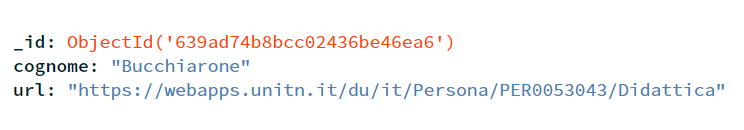 _id: ObjectId('639ad74b8bcc02436be46ea6')
cognome: "Bucchiarone"
url: "https://webapps.unitn.it/du/it/Persona/PER0053043/Didattica"